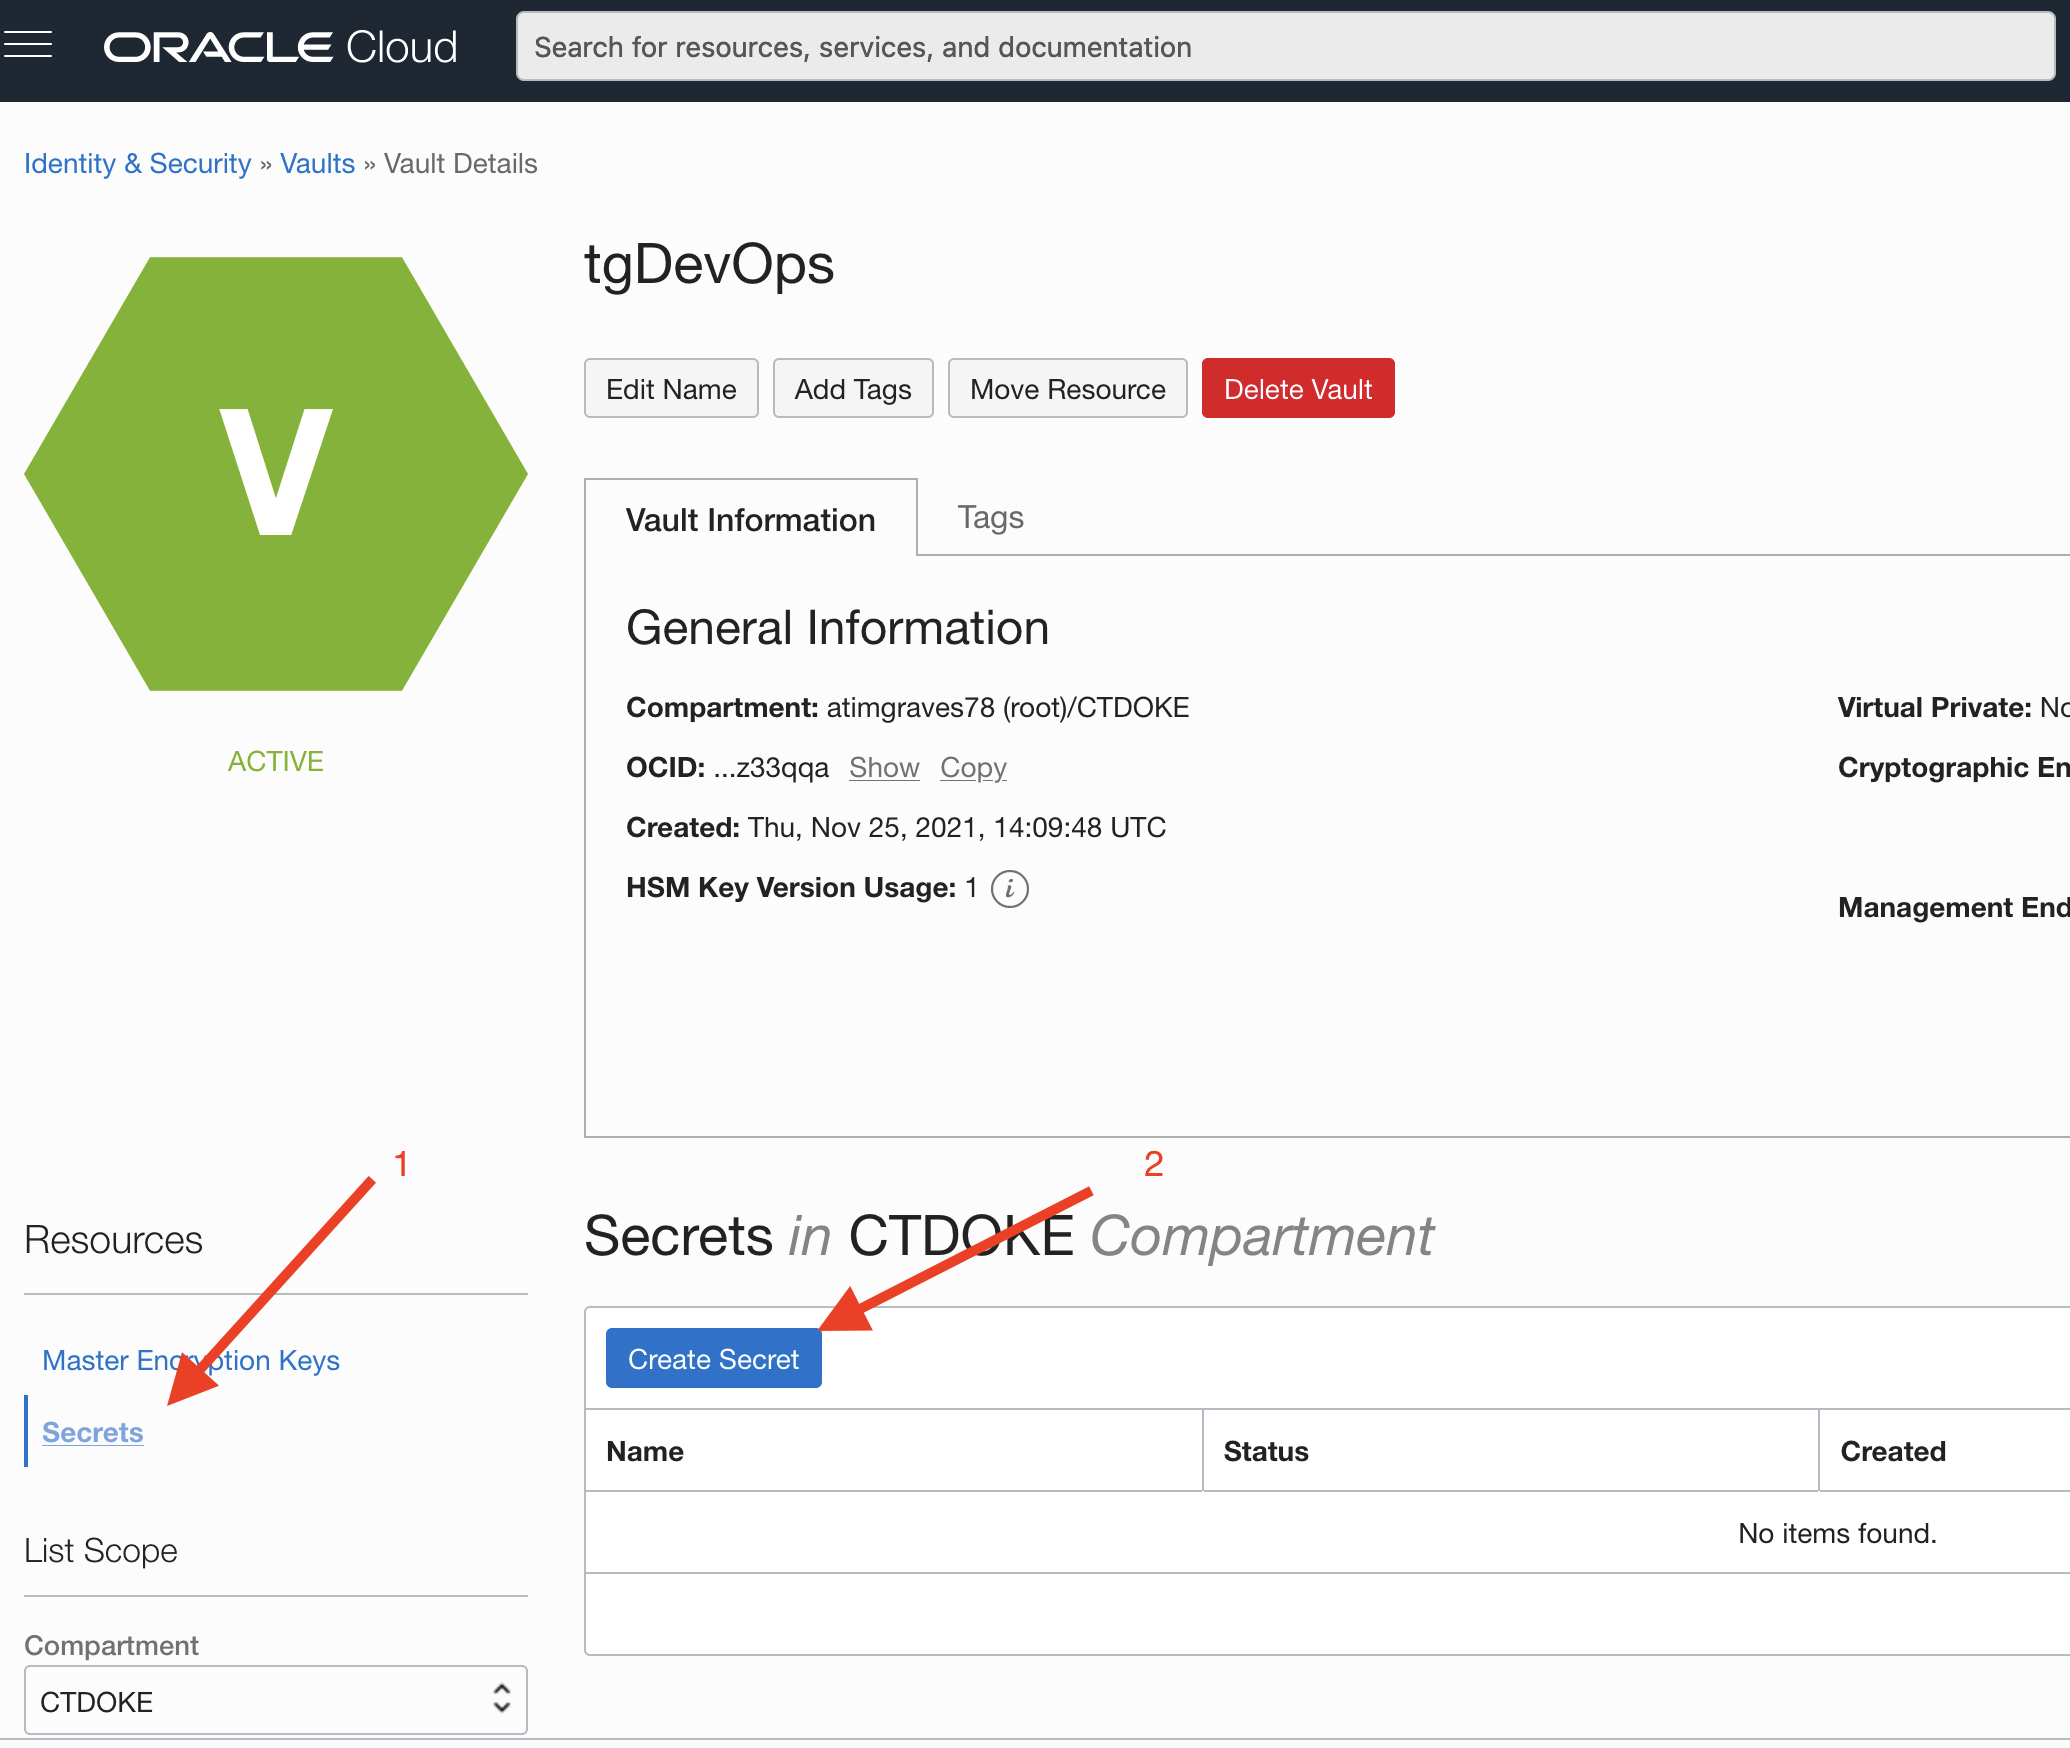 ORACLE Cloud
Search for resources, services, and documentation
Identity & Security » Vaults » Vault Details
V
ACTIVE
tgDevOps
Edit Name Add Tags Move Resource Delete Vault
Vault Information Tags
General Information
Compartment: atimgraves78 (root)/CTDOKE
OCID: ...z33qqa Show Copy
Created: Thu, Nov 25, 2021, 14:09:48 UTC
HSM Key Version Usage: 1 i
Virtual Private: No
Cryptographic En
Management End
1
2
Resources
Master Encryption Keys
Secrets
List Scope
Compartment
CTDOKE
Secrets in CTDOKE Compartment
Create Secret
Name Status Created
No items found.